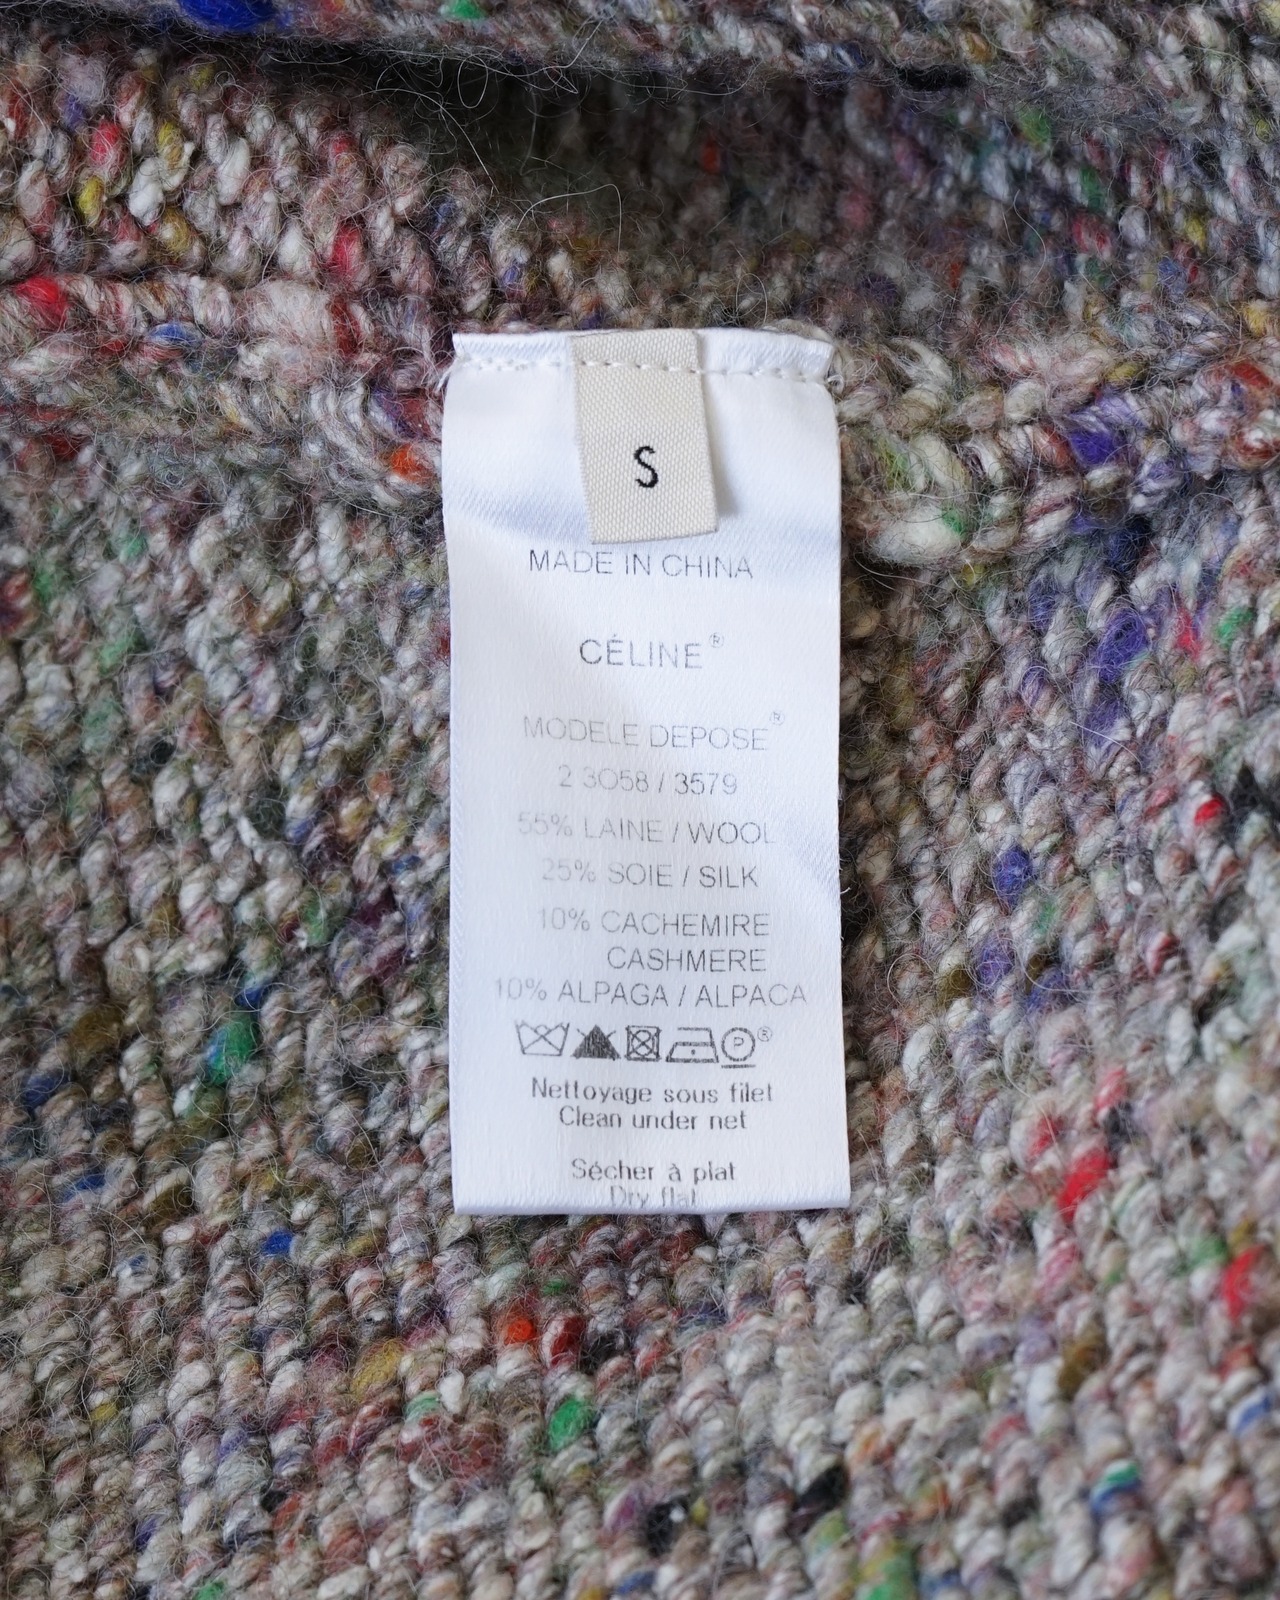 S
MADE IN CHINA
CÉLINE®
MODELE DEPOSE®
2 3O58 / 3579
55% LAINE / WOOL
25% SOIE / SILK
10% CACHEMIRE
CASHMERE
10% ALPAGA / ALPACA
P ®
Nettoyage sous filet
Clean under net
Sécher à plat
Dry flat